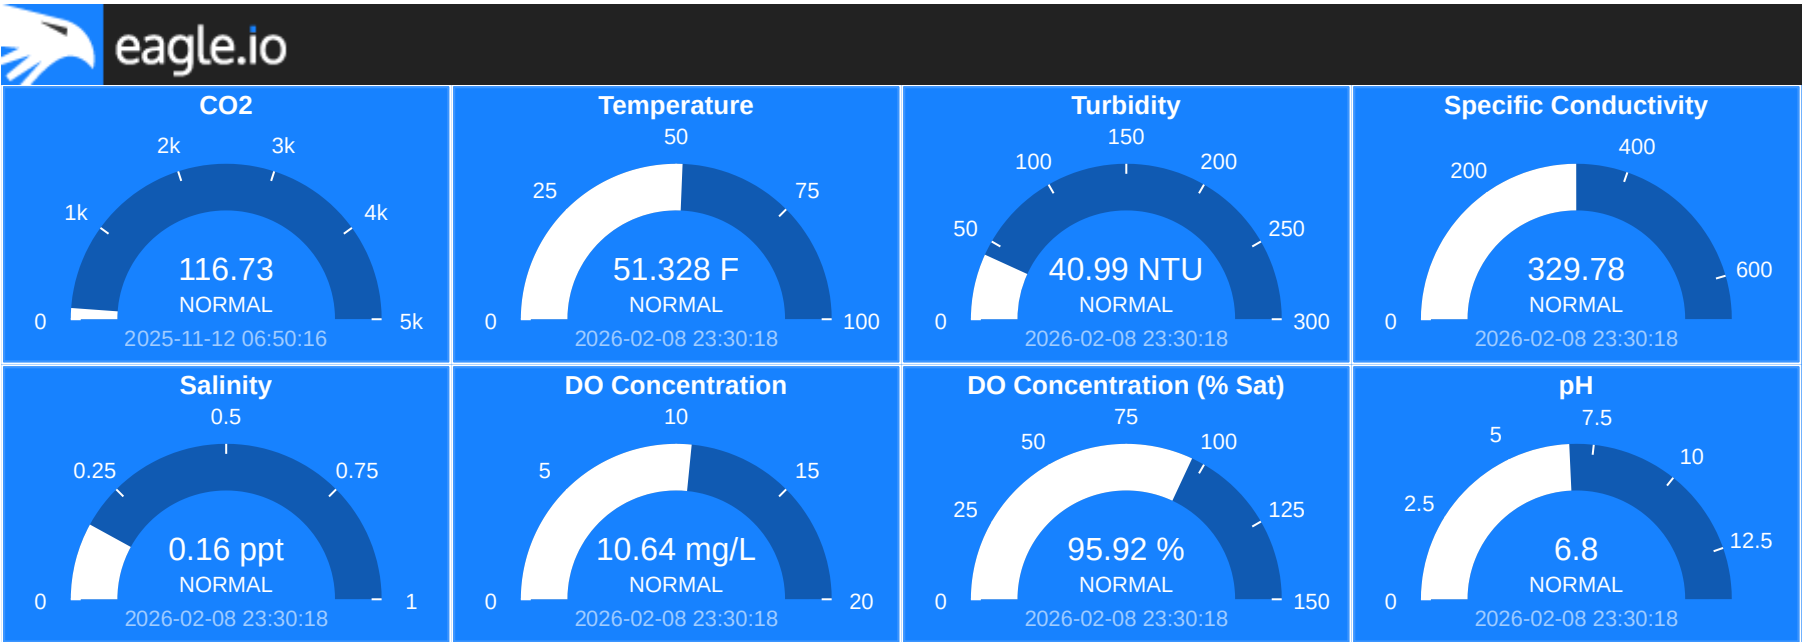 eagle.io
CO2
0
1k
2k
3k
4k
5k
116.73
NORMAL
2025-11-12 06:50:16
Temperature
0
25
50
75
100
51.328 F
NORMAL
2026-02-08 23:30:18
Turbidity
0
50
100
150
200
250
300
40.99 NTU
NORMAL
2026-02-08 23:30:18
Specific Conductivity
0
200
400
600
329.78
NORMAL
2026-02-08 23:30:18
Salinity
0
0.25
0.5
0.75
1
0.16 ppt
NORMAL
2026-02-08 23:30:18
DO Concentration
0
5
10
15
20
10.64 mg/L
NORMAL
2026-02-08 23:30:18
DO Concentration (% Sat)
0
25
50
75
100
125
150
95.92 %
NORMAL
2026-02-08 23:30:18
pH
0
2.5
5
7.5
10
12.5
6.8
NORMAL
2026-02-08 23:30:18